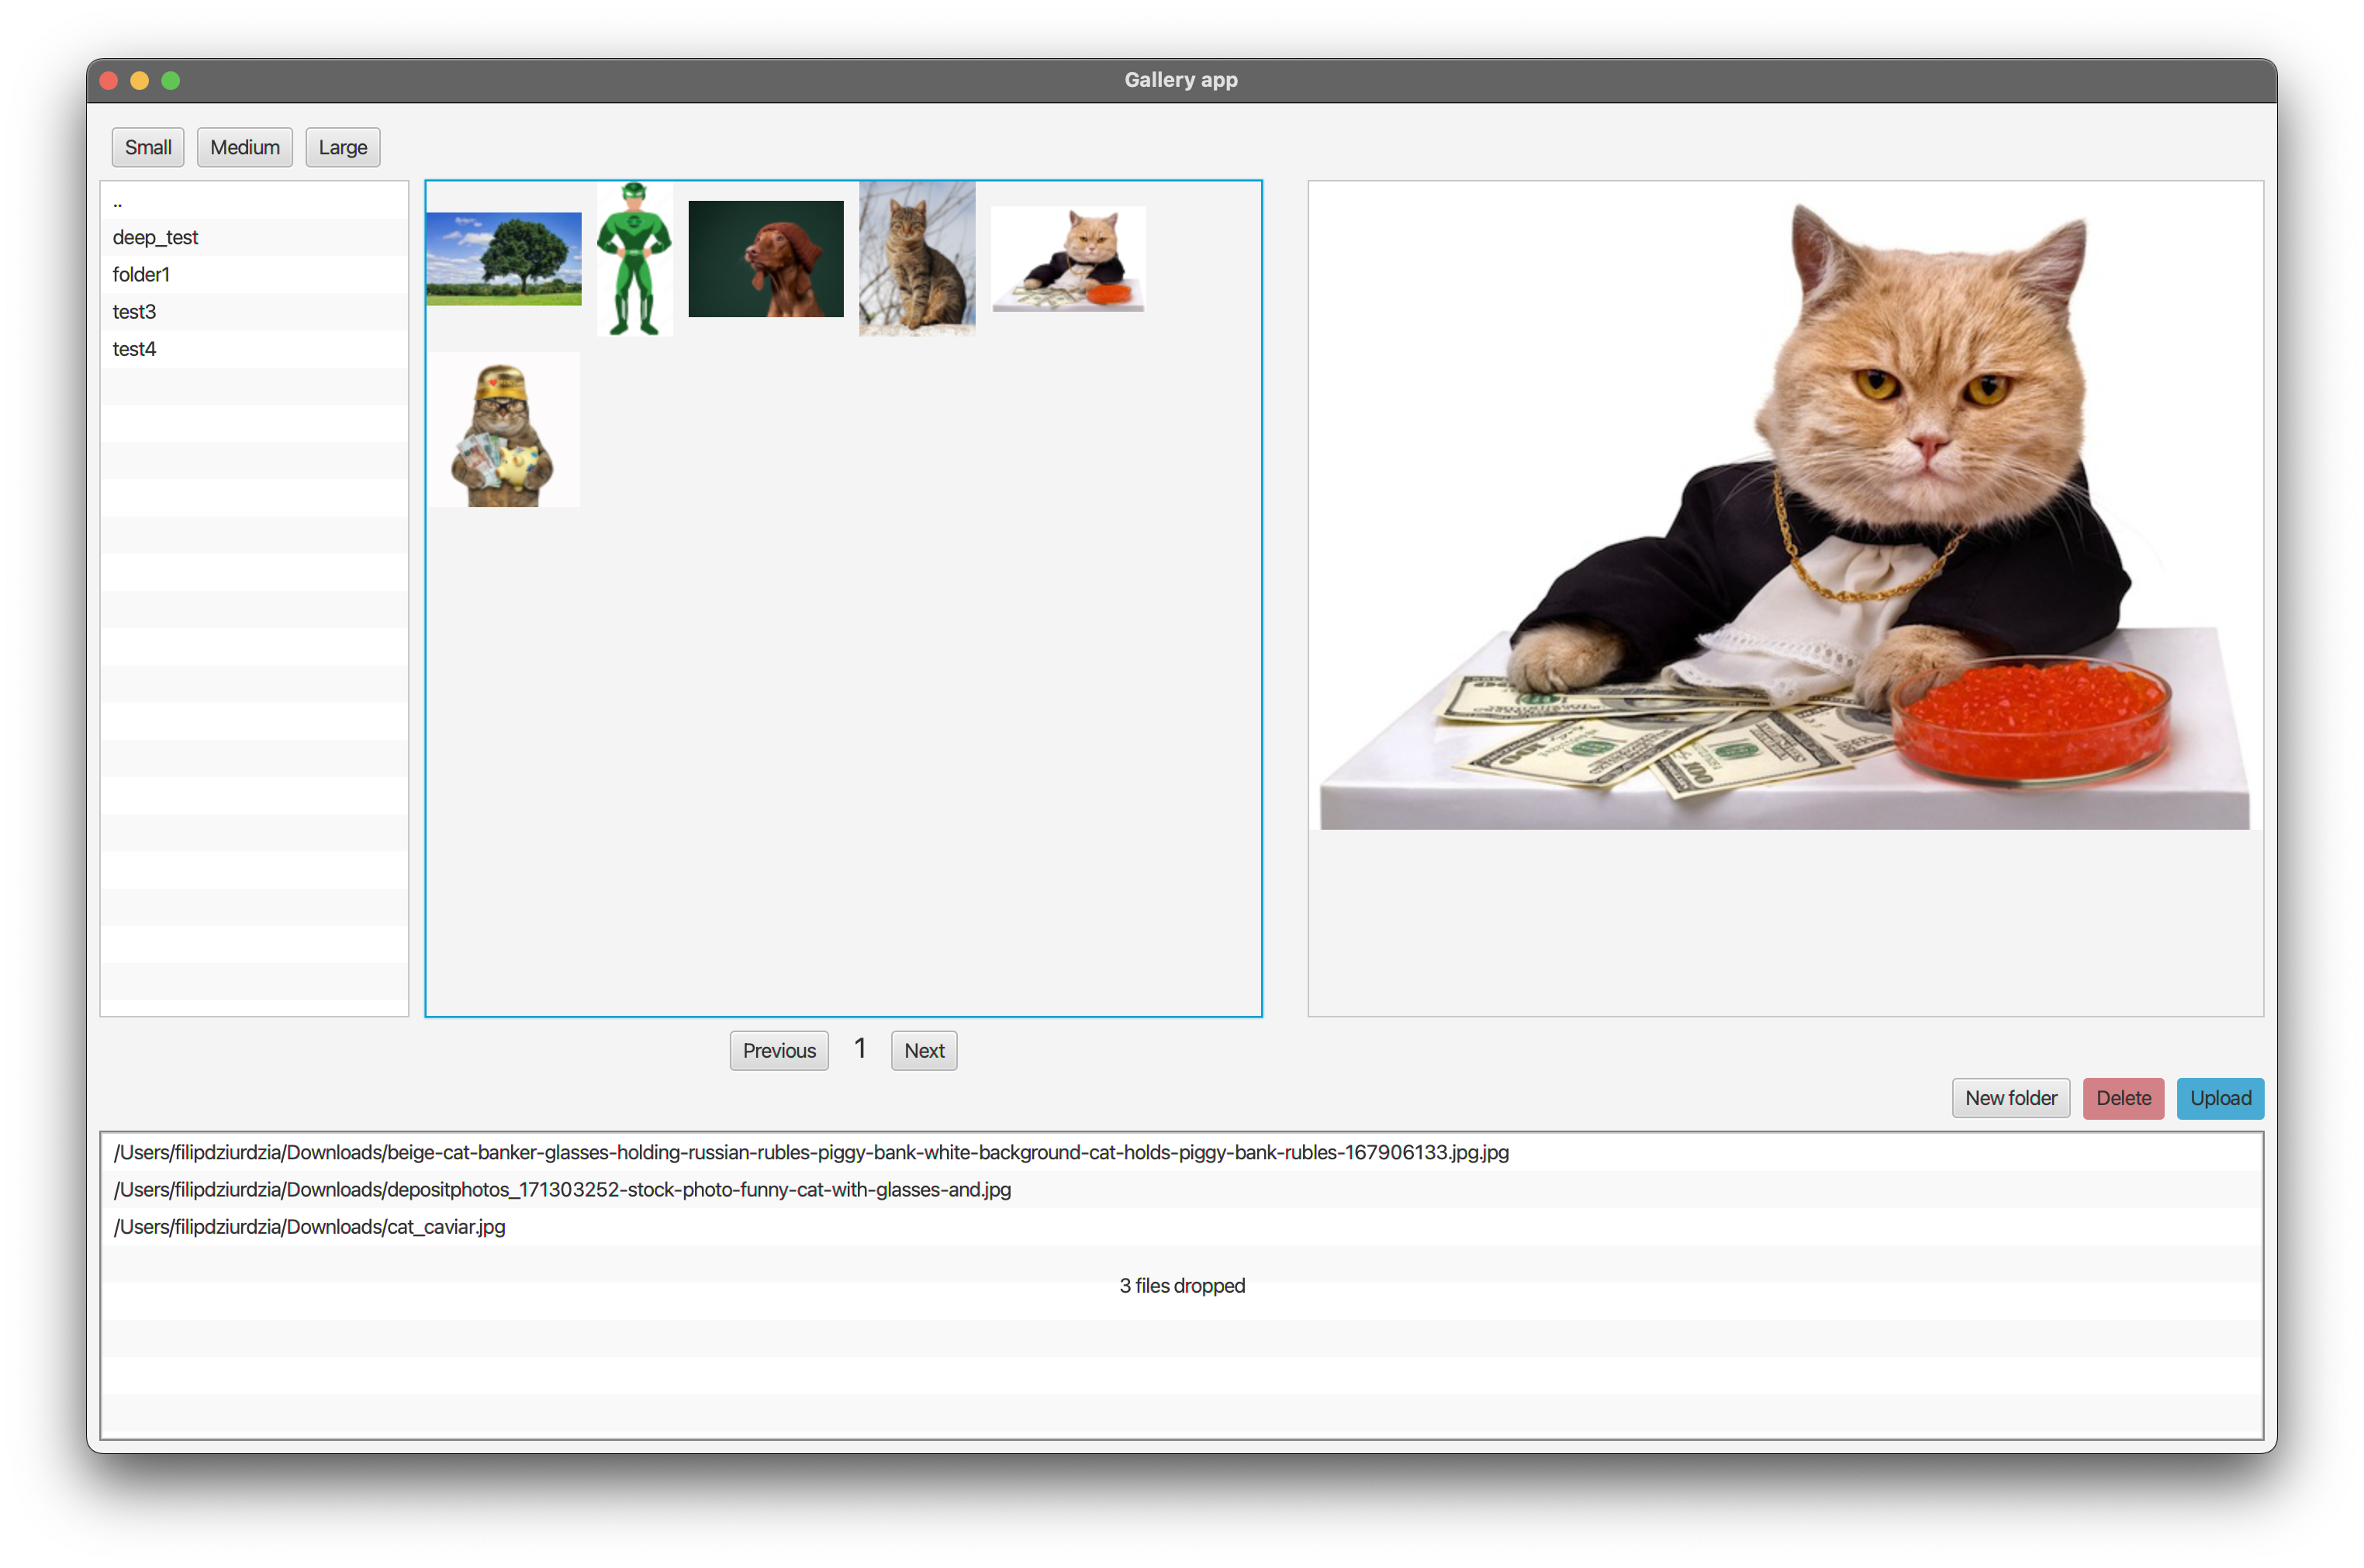 Gallery app
Small Medium Large
..
deep_test
folder1
test3
test4
100
Previous 1 Next
New folder Delete Upload
/Users/filipdziurdzia/Downloads/beige-cat-banker-glasses-holding-russian-rubles-piggy-bank-white-background-cat-holds-piggy-bank-rubles-167906133.jpg.jpg
/Users/filipdziurdzia/Downloads/depositphotos_171303252-stock-photo-funny-cat-with-glasses-and.jpg
/Users/filipdziurdzia/Downloads/cat_caviar.jpg
3 files dropped